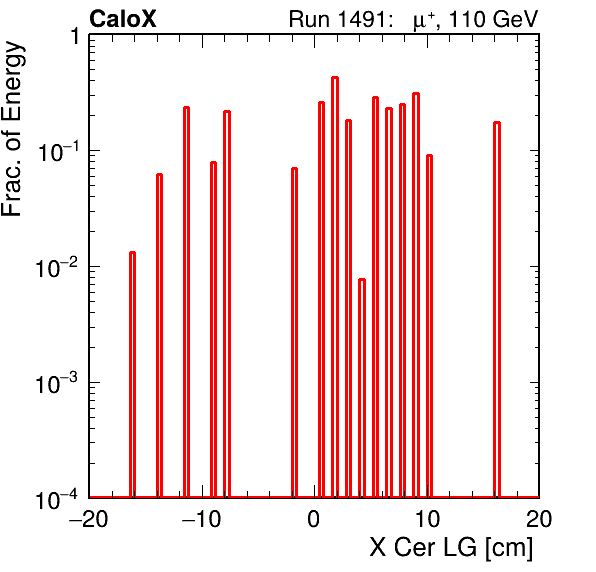 CaloX Run 1491: μ⁺, 110 GeV
Frac. of Energy
1
10⁻¹
10⁻²
10⁻³
10⁻⁴
−20 −10 0 10 20
X Cer LG [cm]